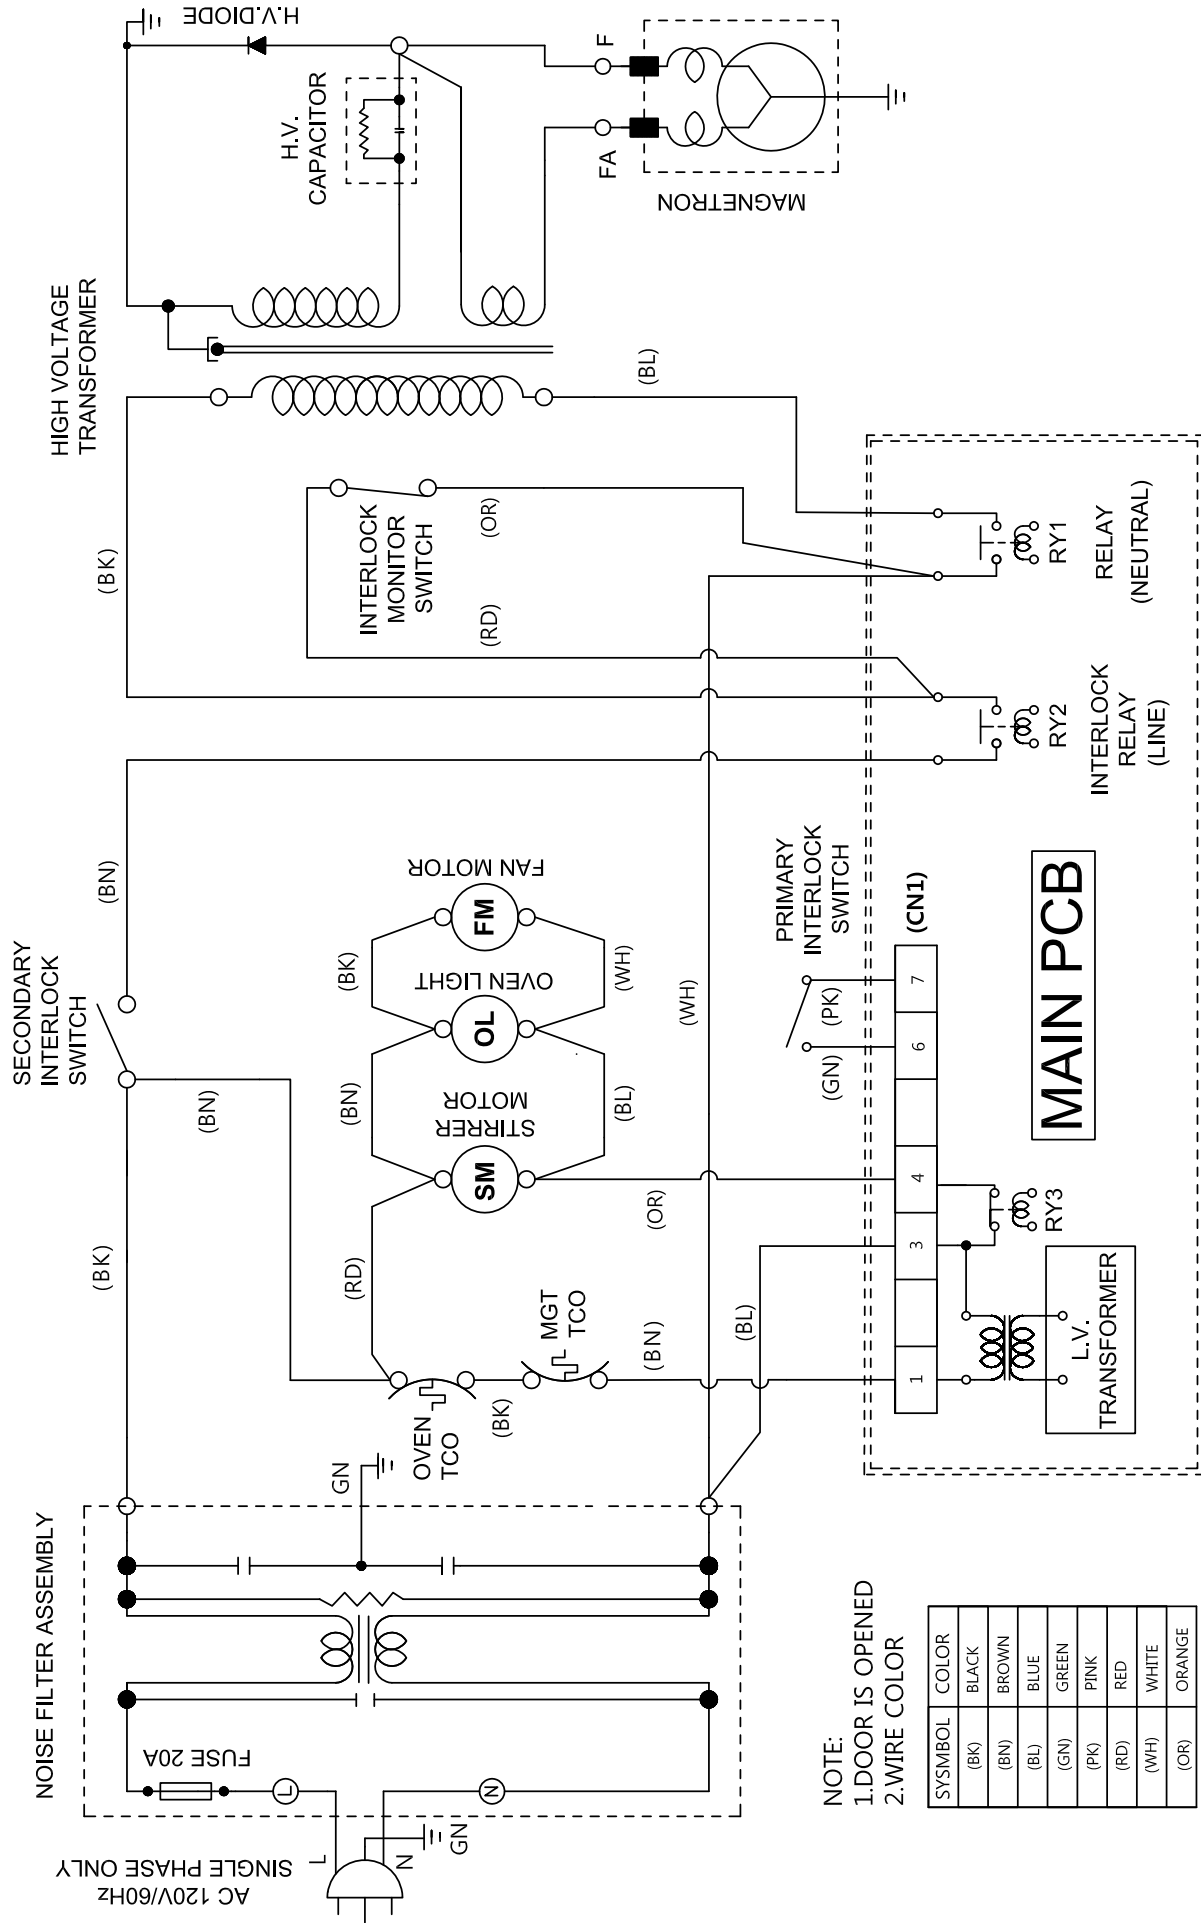 H.V.DIODE
H.V.
CAPACITOR
F
FA
MAGNETRON
HIGH VOLTAGE
TRANSFORMER
(BL)
(BK)
INTERLOCK
MONITOR
SWITCH
(OR)
(RD)
RY1
RELAY
(NEUTRAL)
RY2
INTERLOCK
RELAY
(LINE)
(BN)
SECONDARY
INTERLOCK
SWITCH
FAN MOTOR
FM
(BK)
(WH)
OVEN LIGHT
OL
(WH)
(BN)
(BL)
STIRRER
MOTOR
SM
(BN)
(BK)
(RD)
(OR)
PRIMARY
INTERLOCK
SWITCH
(PK)
(GN)
(CN1)
7
6
4
3
1
MAIN PCB
RY3
L.V.
TRANSFORMER
MGT
TCO
(BN)
(BL)
(BK)
OVEN
TCO
GN
NOISE FILTER ASSEMBLY
FUSE 20A
L
N
L
N
GN
AC 120V/60Hz
SINGLE PHASE ONLY
NOTE:
1.DOOR IS OPENED
2.WIRE COLOR
SYSMBOL COLOR
(BK) BLACK
(BN) BROWN
(BL) BLUE
(GN) GREEN
(PK) PINK
(RD) RED
(WH) WHITE
(OR) ORANGE